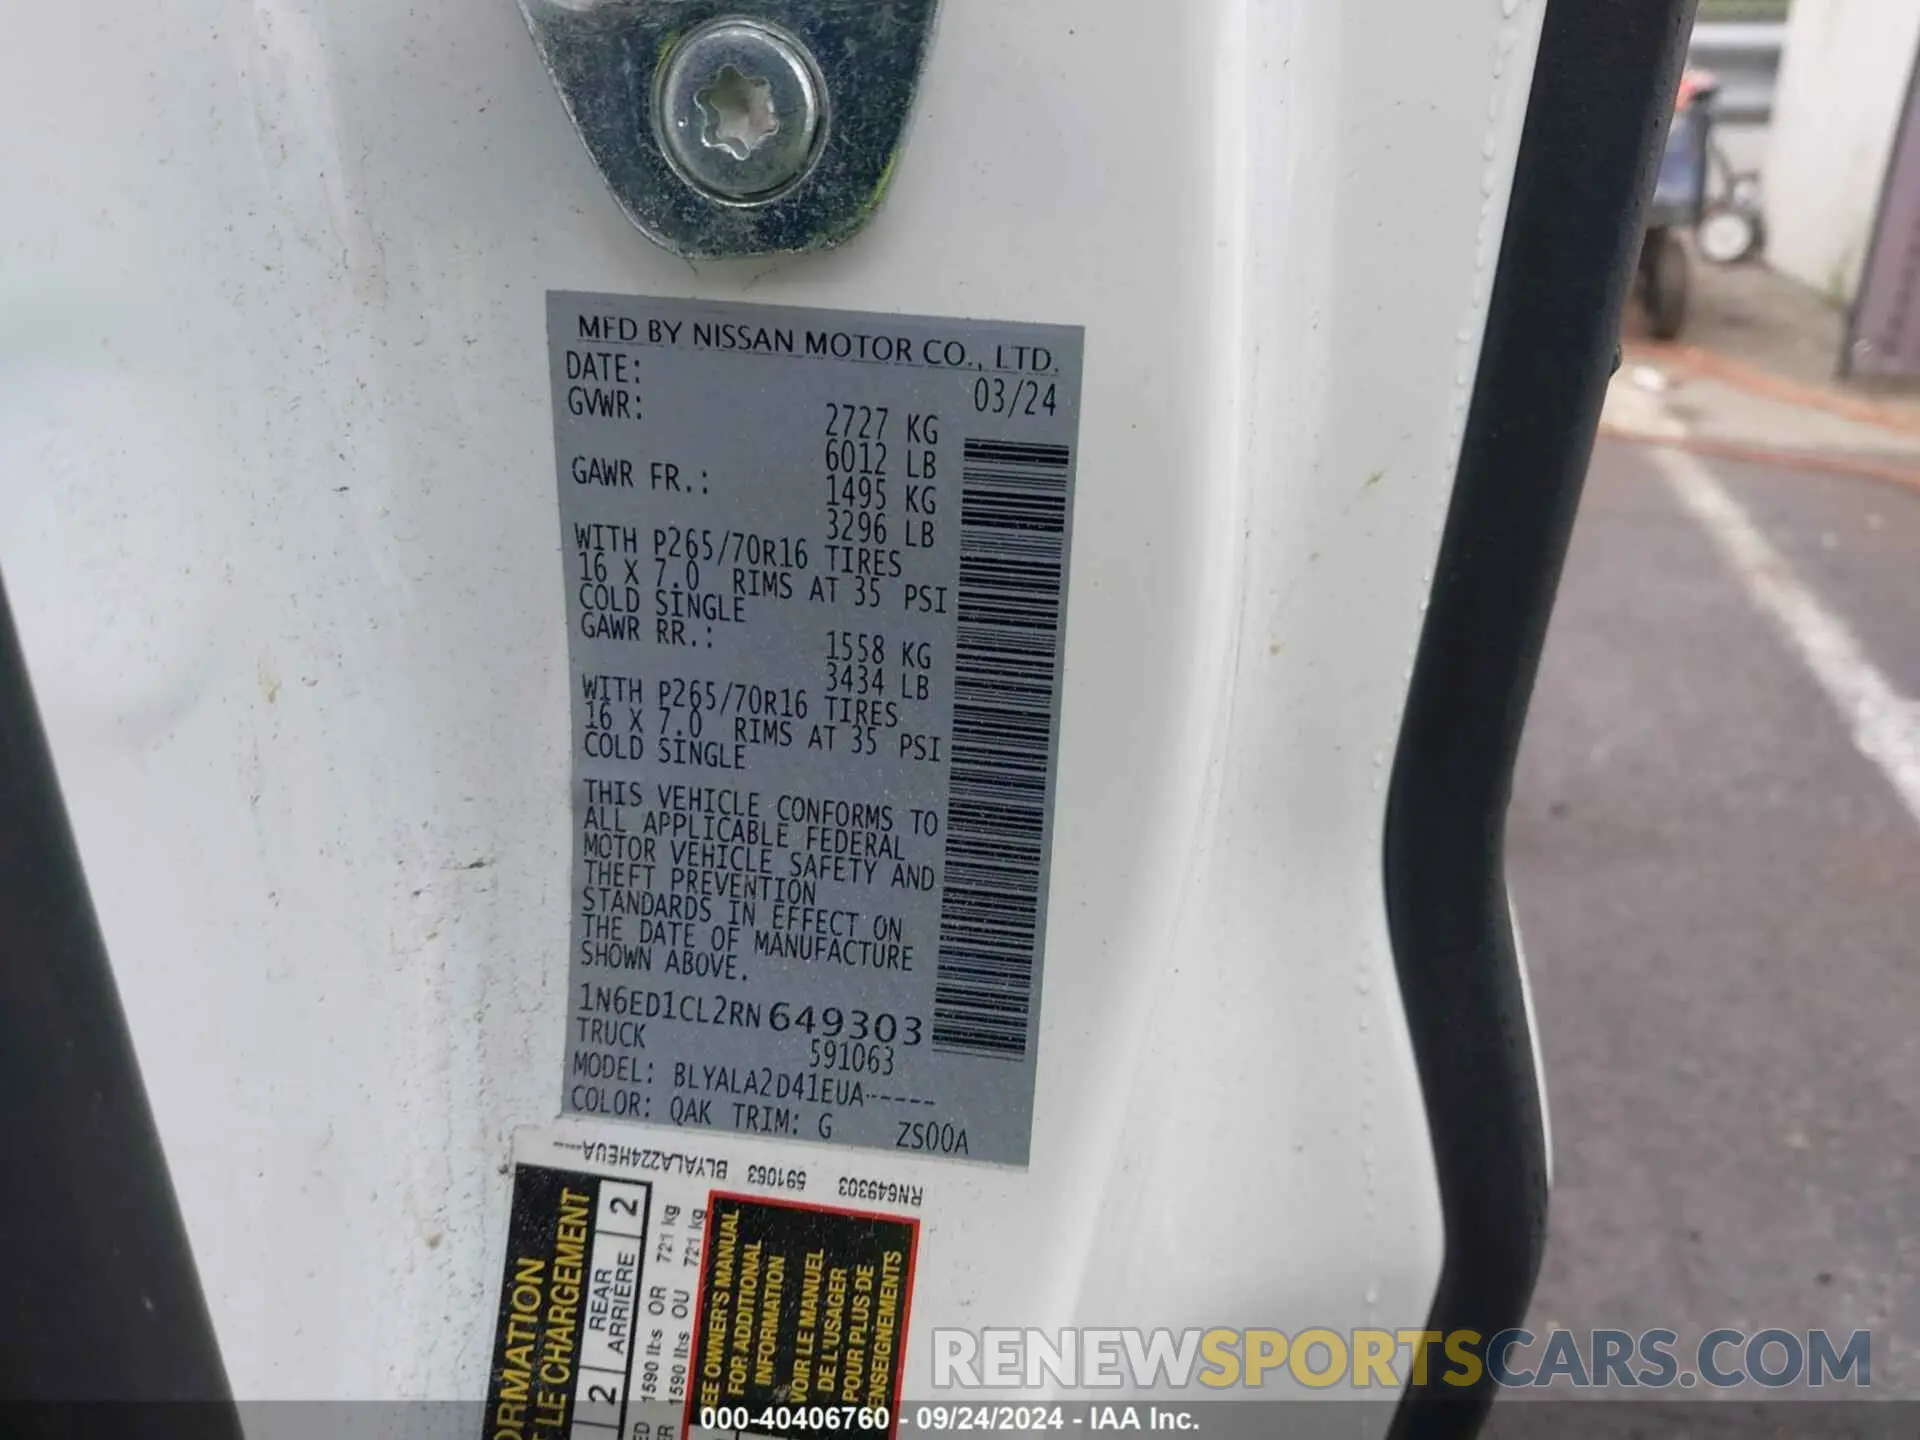 MFD BY NISSAN MOTOR CO., LTD.
DATE: 03/24
GVWR: 2727 KG
6012 LB
GAWR FR.: 1495 KG
3296 LB
WITH P265/70R16 TIRES
16 X 7.0 RIMS AT 35 PSI
COLD SINGLE
GAWR RR.: 1558 KG
3434 LB
WITH P265/70R16 TIRES
16 X 7.0 RIMS AT 35 PSI
COLD SINGLE
THIS VEHICLE CONFORMS TO
ALL APPLICABLE FEDERAL
MOTOR VEHICLE SAFETY AND
THEFT PREVENTION
STANDARDS IN EFFECT ON
THE DATE OF MANUFACTURE
SHOWN ABOVE.
1N6ED1CL2RN649303
TRUCK 591063
MODEL: BLYALA2D41EUA-----
COLOR: QAK TRIM: G ZS00A
RN649303 591063 BLYALA224HEUA----
LE CHARGEMENT
2 REAR 2
ARRIÈRE
1590 lbs OR 721 kg
1590 lbs OU 721 kg
OWNER'S MANUAL
FOR ADDITIONAL
INFORMATION
VOIR LE MANUEL
DE L'USAGER
POUR PLUS DE
RENEWSPORTSCARS.COM
000-40406760 - 09/24/2024 - IAA Inc.